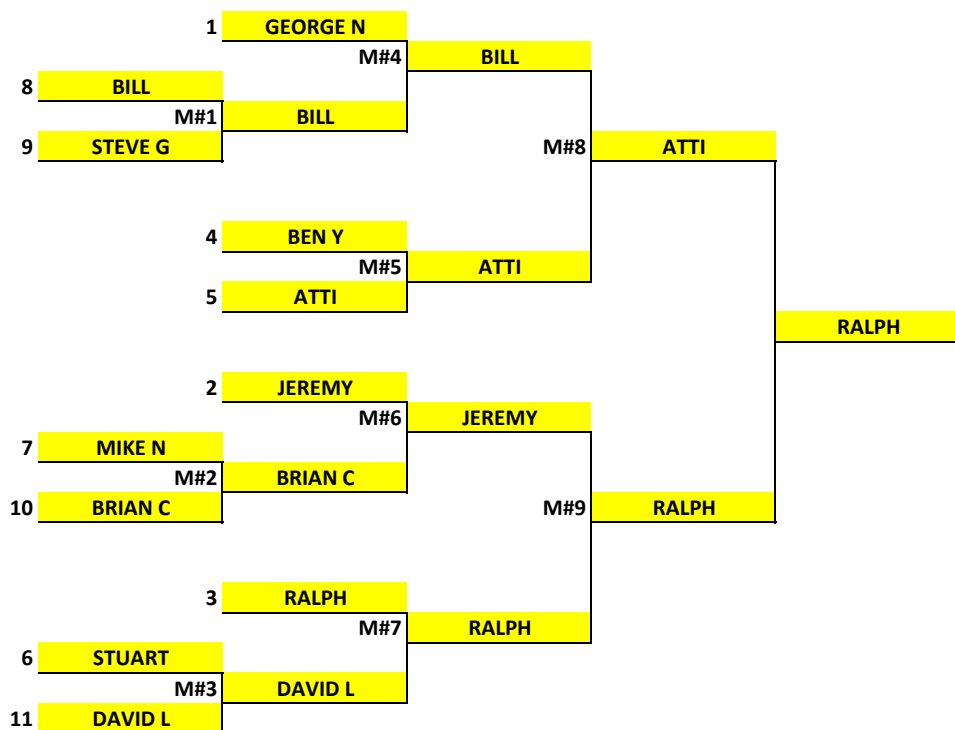 1 GEORGE N
M#4 BILL
8 BILL
M#1 BILL
9 STEVE G M#8 ATTI
4 BEN Y
M#5 ATTI
5 ATTI
RALPH
2 JEREMY
M#6 JEREMY
7 MIKE N
M#2 BRIAN C
10 BRIAN C M#9 RALPH
3 RALPH
M#7 RALPH
6 STUART
M#3 DAVID L
11 DAVID L